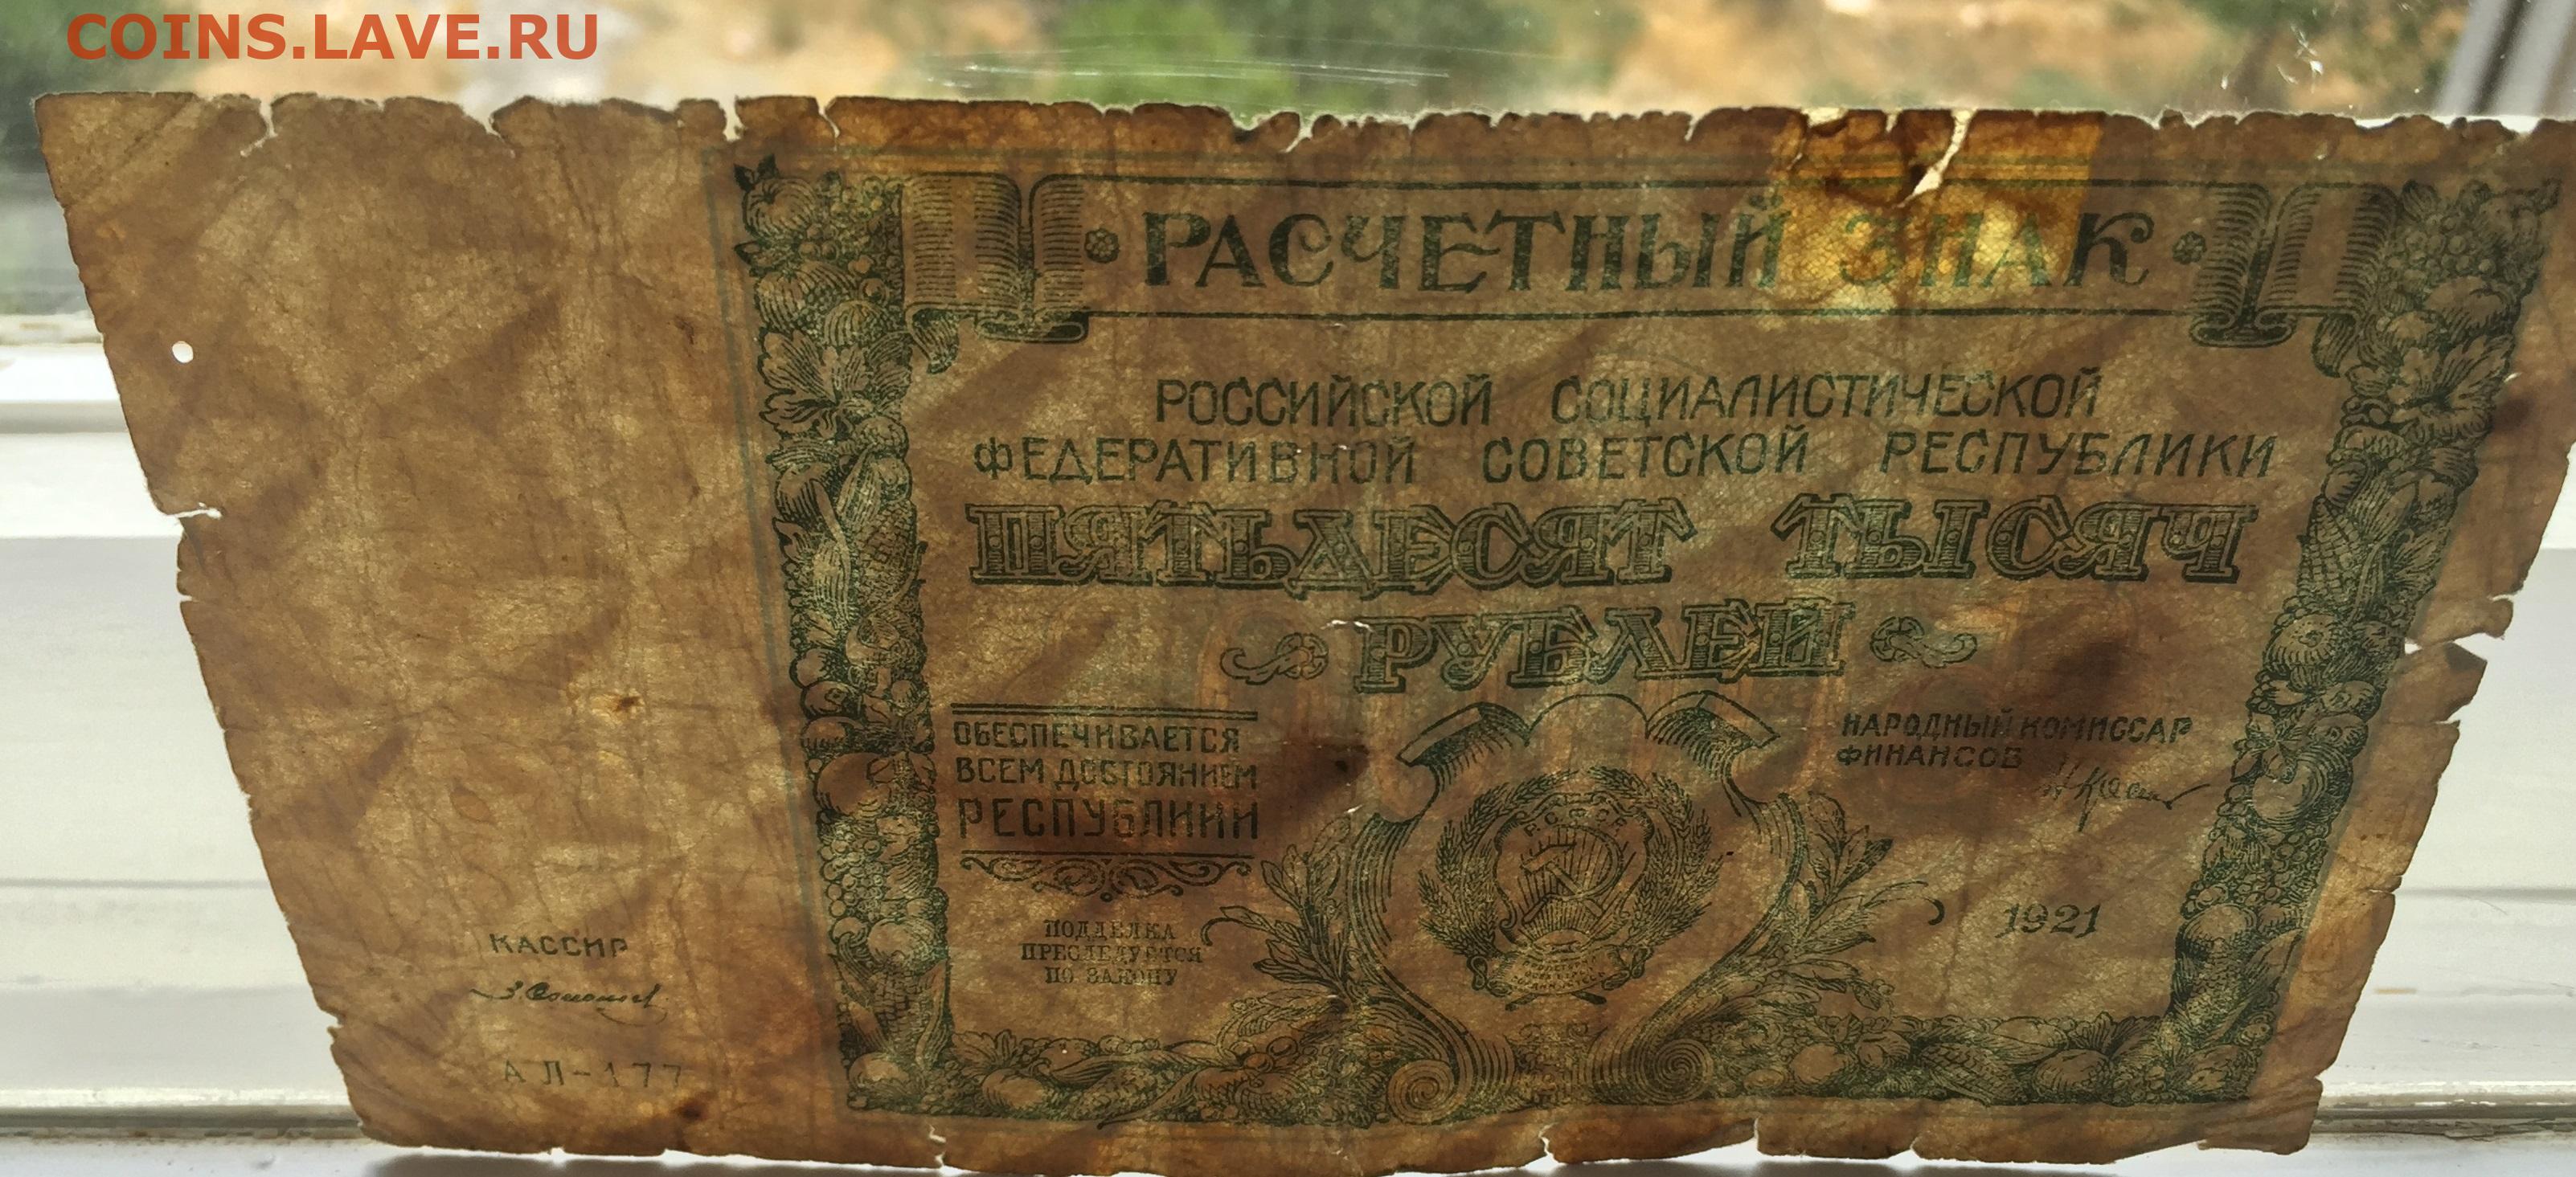 COINS.LAVE.RU
РАСЧЕТНЫЙ ЗНАК
РОССИЙСКОЙ СОЦИАЛИСТИЧЕСКОЙ
ФЕДЕРАТИВНОЙ СОВЕТСКОЙ РЕСПУБЛИКИ
ПЯТЬДЕСЯТ ТЫСЯЧ
РУБЛЕЙ
ОБЕСПЕЧИВАЕТСЯ
ВСЕМ ДОСТОЯНИЕМ
РЕСПУБЛИКИ
ПОДДЕЛКА
ПРЕСЛЕДУЕТСЯ
ПО ЗАКОНУ
Р.С.Ф.С.Р.
НАРОДНЫЙ КОМИССАР
ФИНАНСОВ
1921
КАССИР
АЛ-177